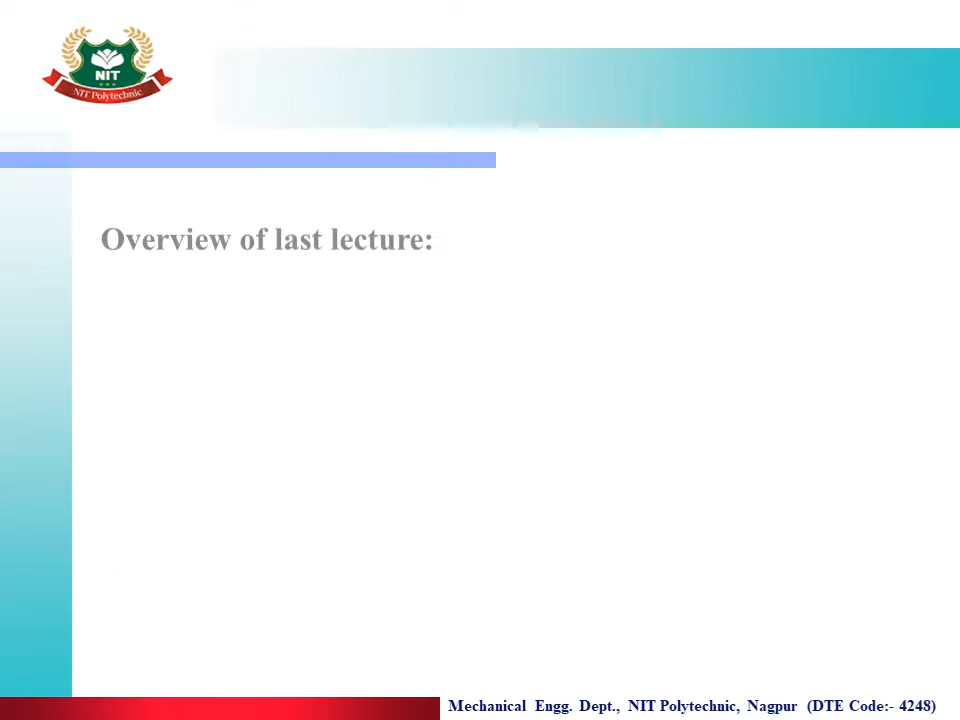 NIT
NIT Polytechnic
Overview of last lecture:
Mechanical Engg. Dept., NIT Polytechnic, Nagpur (DTE Code:- 4248)